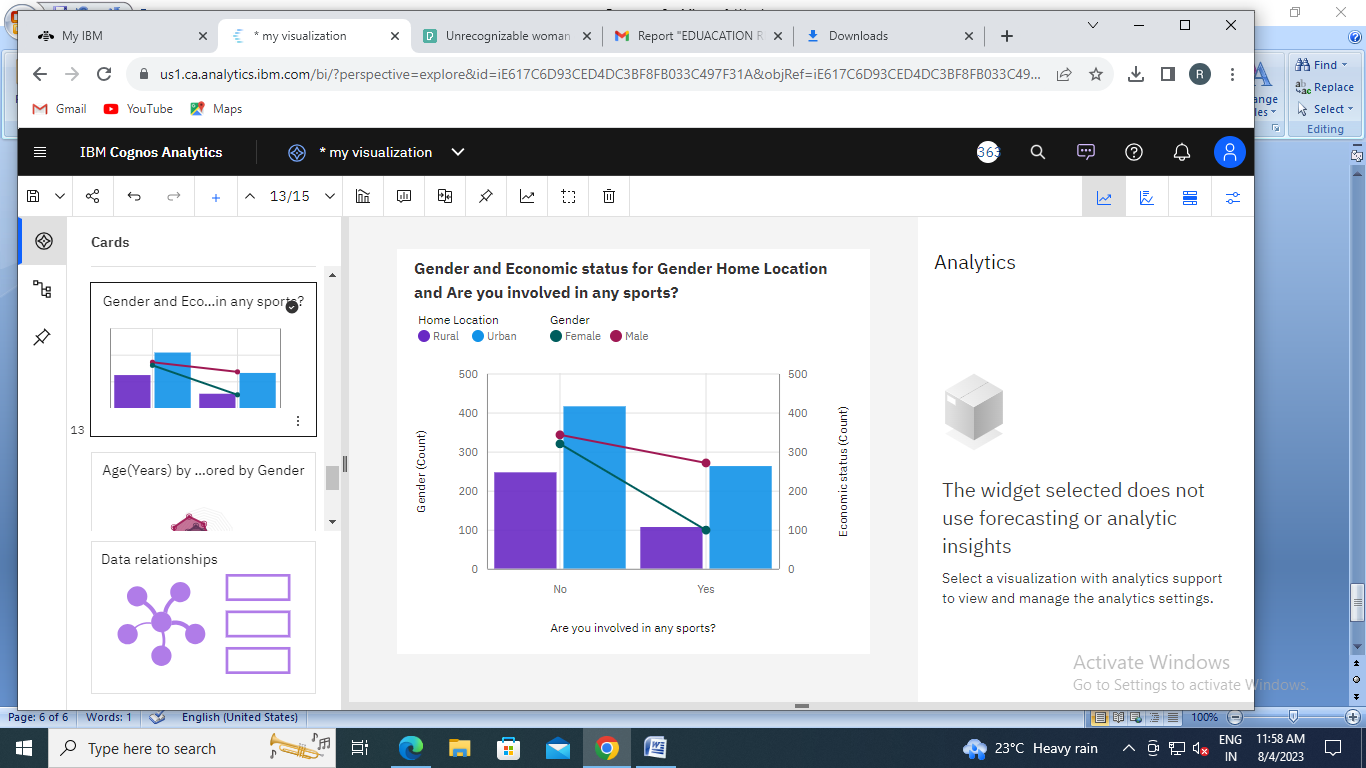 My IBM
* my visualization
Unrecognizable woman
Report "EDUACATION R
Downloads
us1.ca.analytics.ibm.com/bi/?perspective=explore&id=iE617C6D93CED4DC3BF8FB033C497F31A&objRef=iE617C6D93CED4DC3BF8FB033C49...
R
Gmail
YouTube
Maps
Find
Replace
Select
Editing
IBM Cognos Analytics
* my visualization
363
13/15
Cards
Gender and Eco...in any sports?
13
Age(Years) by ...ored by Gender
Data relationships
Gender and Economic status for Gender Home Location
and Are you involved in any sports?
Home Location
Rural
Urban
Gender
Female
Male
Gender (Count)
500
400
300
200
100
0
500
400
300
200
100
0
Economic status (Count)
No
Yes
Are you involved in any sports?
Analytics
The widget selected does not
use forecasting or analytic
insights
Select a visualization with analytics support
to view and manage the analytics settings.
Activate Windows
Go to Settings to activate Windows.
Page: 6 of 6
Words: 1
English (United States)
100%
Type here to search
23°C Heavy rain
ENG
IN
11:58 AM
8/4/2023